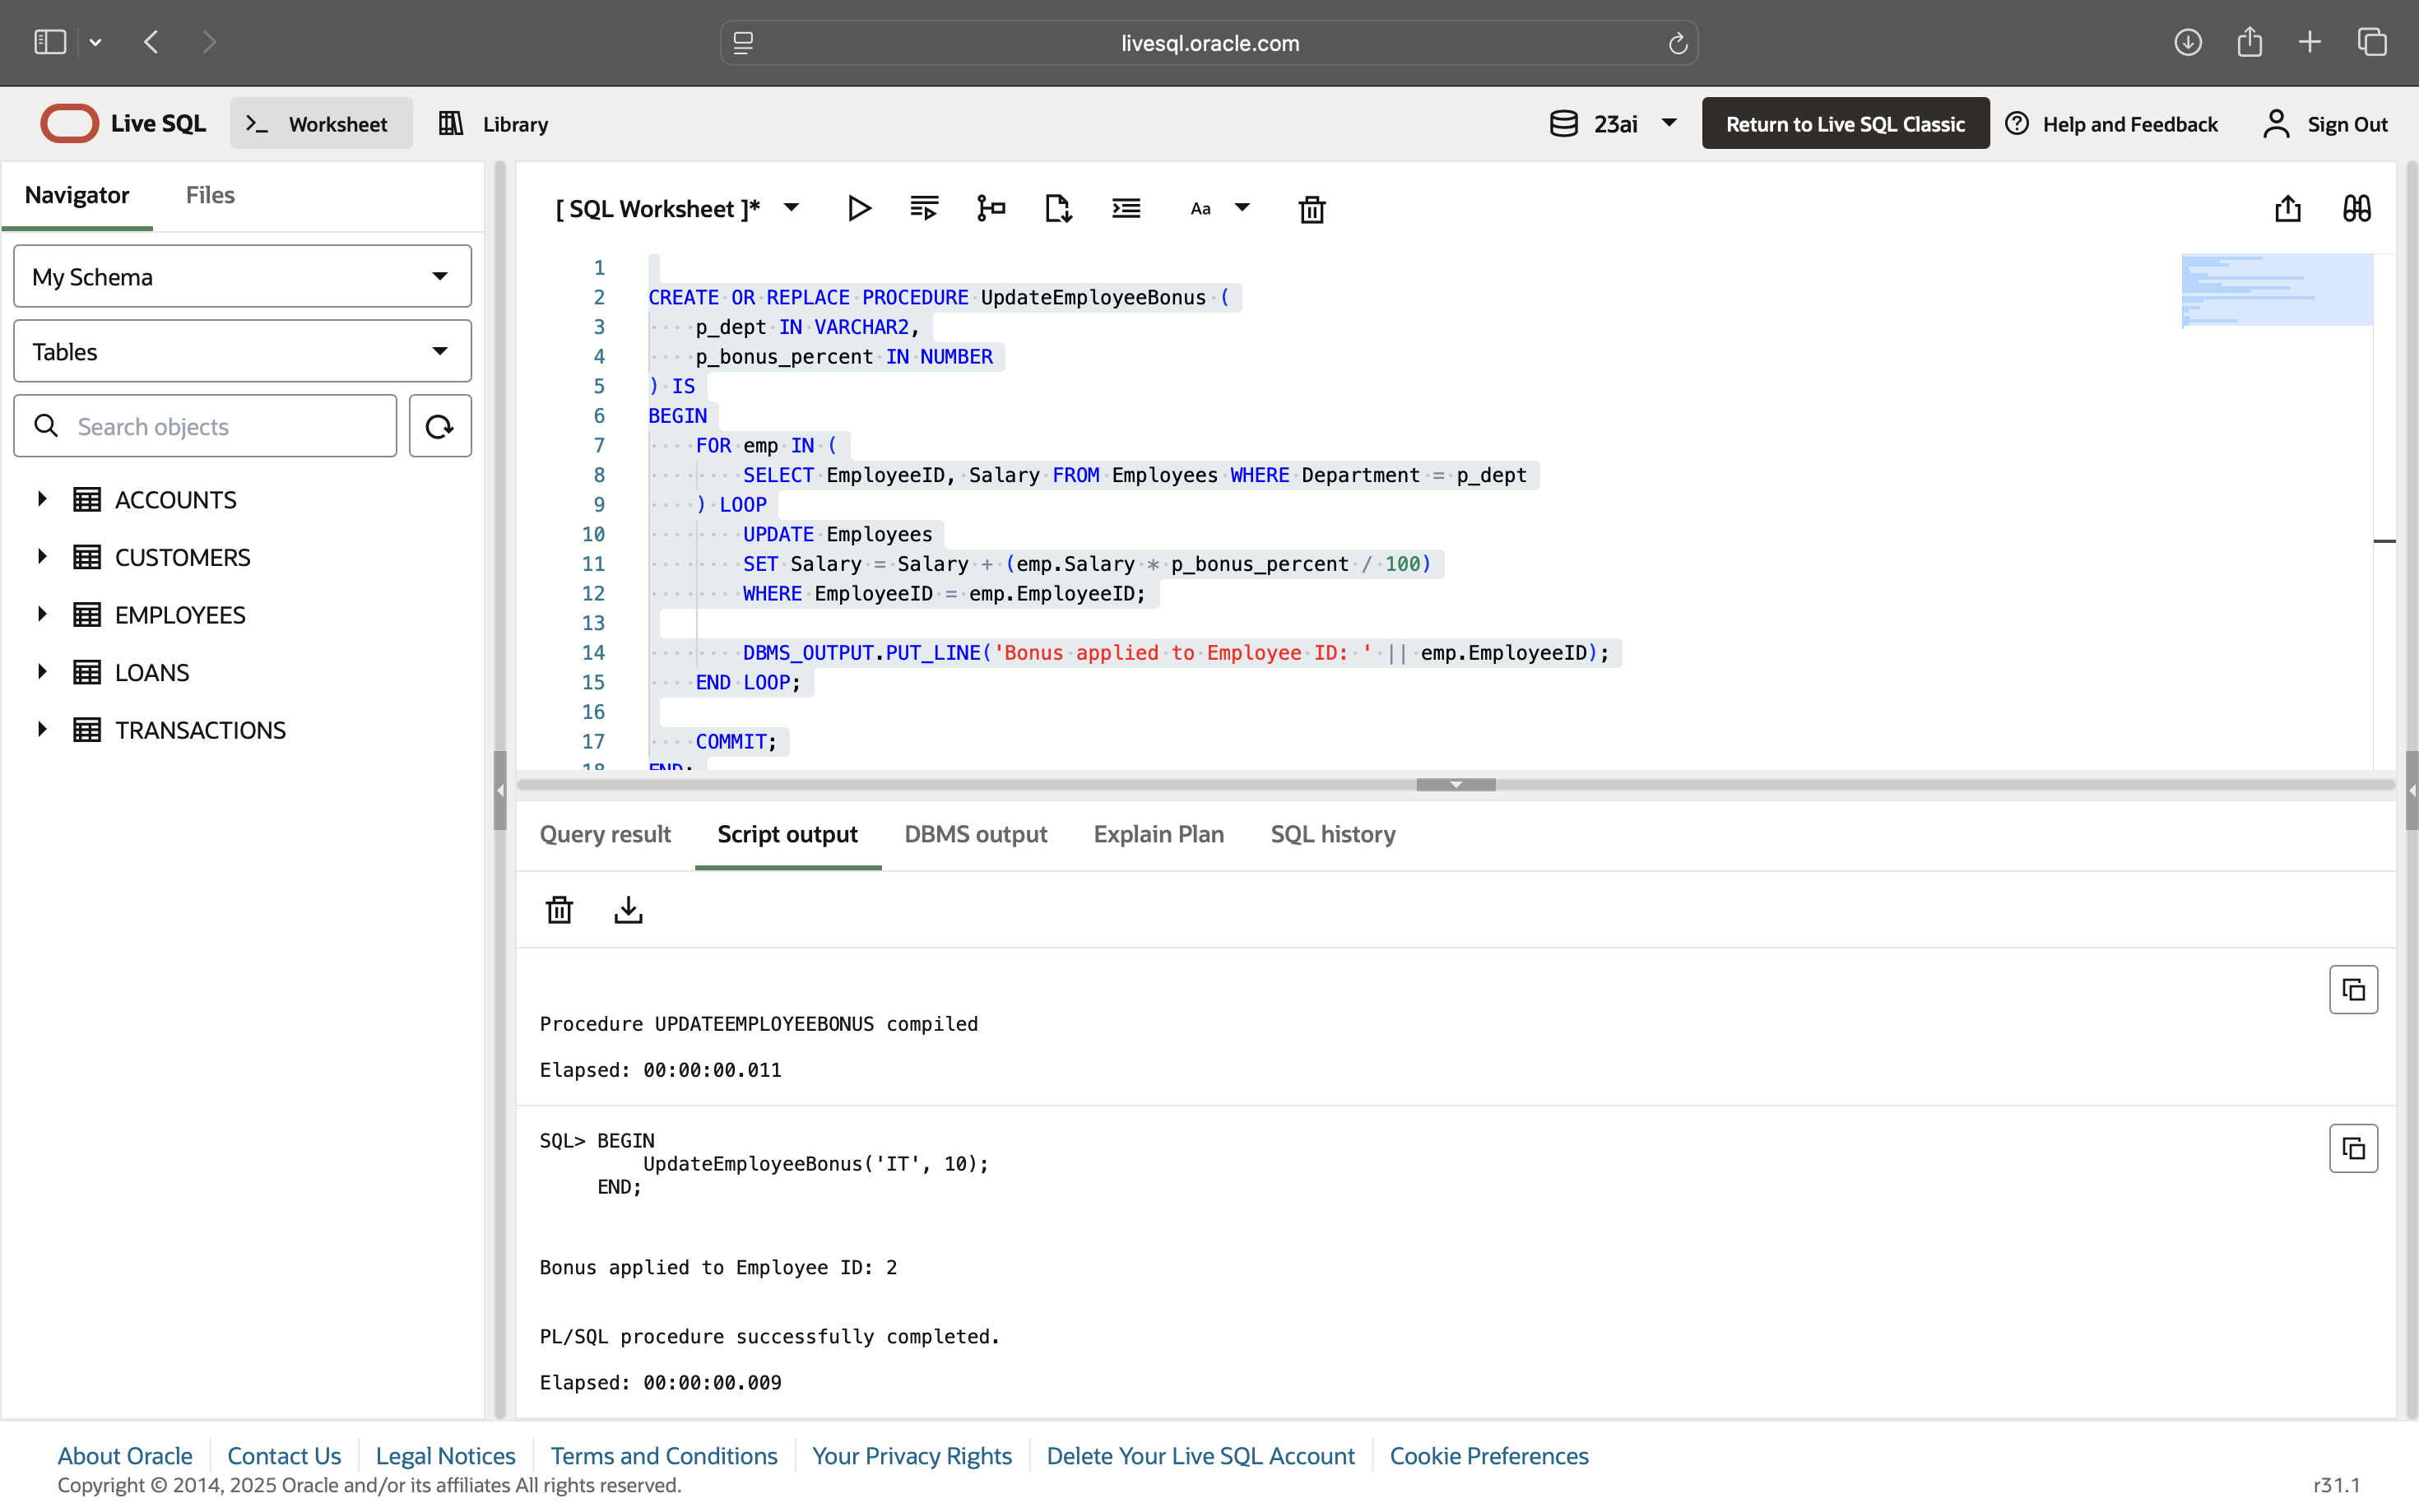 livesql.oracle.com
Live SQL
Worksheet
Library
23ai
Return to Live SQL Classic
Help and Feedback
Sign Out
Navigator
Files
My Schema
Tables
Search objects
ACCOUNTS
CUSTOMERS
EMPLOYEES
LOANS
TRANSACTIONS
[ SQL Worksheet ]*
Aa
1
2 CREATE OR REPLACE PROCEDURE UpdateEmployeeBonus (
3     p_dept IN VARCHAR2,
4     p_bonus_percent IN NUMBER
5 ) IS
6 BEGIN
7     FOR emp IN (
8         SELECT EmployeeID, Salary FROM Employees WHERE Department = p_dept
9     ) LOOP
10         UPDATE Employees
11         SET Salary = Salary + (emp.Salary * p_bonus_percent / 100)
12         WHERE EmployeeID = emp.EmployeeID;
13
14         DBMS_OUTPUT.PUT_LINE('Bonus applied to Employee ID: ' || emp.EmployeeID);
15     END LOOP;
16
17     COMMIT;
18 END;
Query result
Script output
DBMS output
Explain Plan
SQL history
Procedure UPDATEEMPLOYEEBONUS compiled
Elapsed: 00:00:00.011
SQL> BEGIN
         UpdateEmployeeBonus('IT', 10);
     END;
Bonus applied to Employee ID: 2
PL/SQL procedure successfully completed.
Elapsed: 00:00:00.009
About Oracle
Contact Us
Legal Notices
Terms and Conditions
Your Privacy Rights
Delete Your Live SQL Account
Cookie Preferences
Copyright © 2014, 2025 Oracle and/or its affiliates All rights reserved.
r31.1